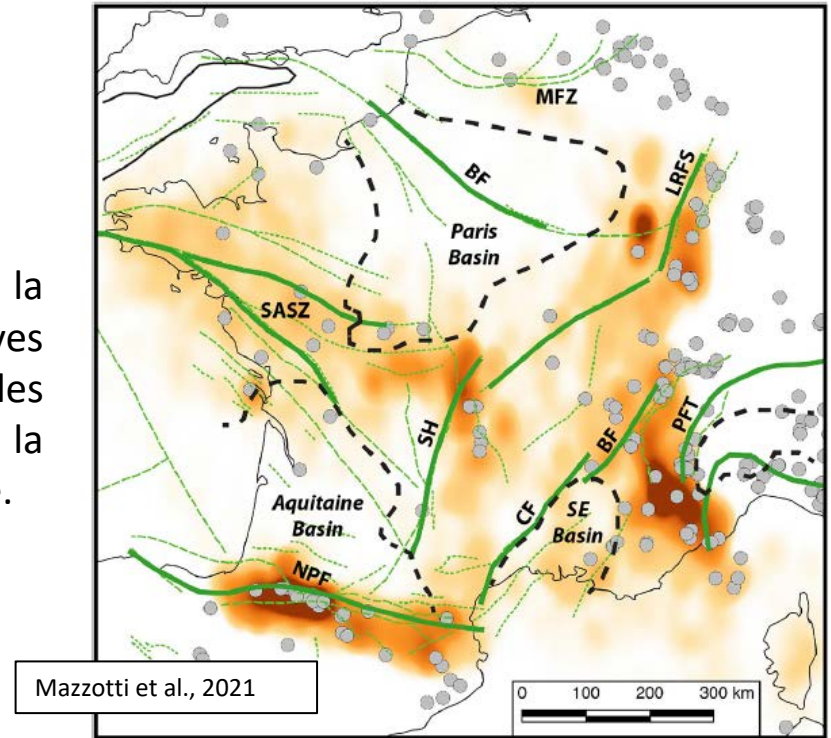 la
ves
les
la
.
MFZ
BF
LRFS
Paris
Basin
SASZ
SH
BF
PFT
CF
SE
Basin
Aquitaine
Basin
NPF
Mazzotti et al., 2021
0 100 200 300 km